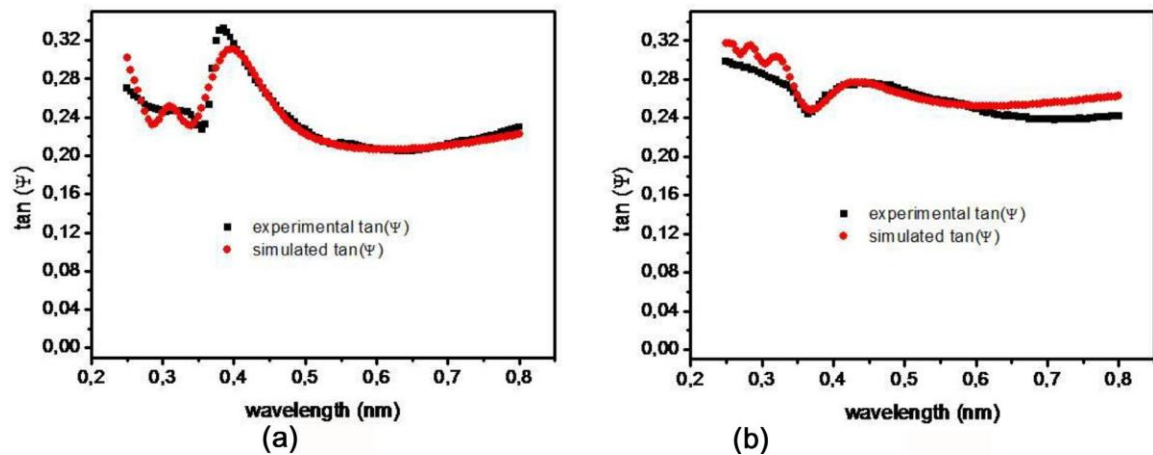 0,32
0,28
0,24
0,20
0,16
0,12
0,08
0,04
0,00
tan (Ψ)
experimental tan(Ψ)
simulated tan(Ψ)
0,2 0,3 0,4 0,5 0,6 0,7 0,8
wavelength (nm)
(a)
0,32
0,28
0,24
0,20
0,16
0,12
0,08
0,04
0,00
tan (Ψ)
experimental tan(Ψ)
simulated tan(Ψ)
0,2 0,3 0,4 0,5 0,6 0,7 0,8
wavelength (nm)
(b)